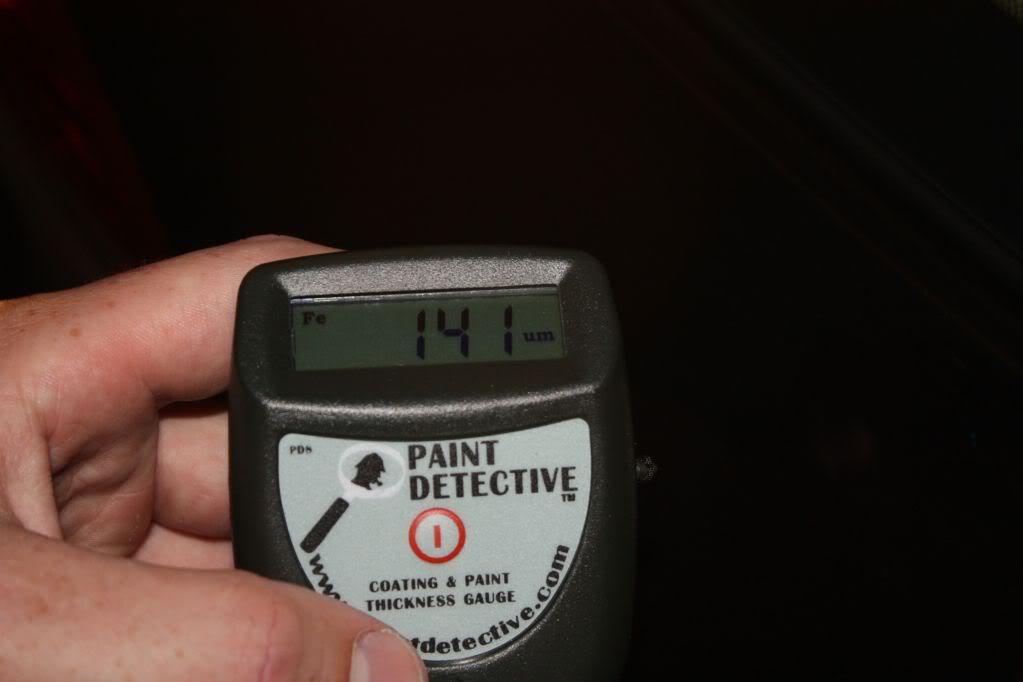 Fe 141 um
PD8
PAINT
DETECTIVE
TM
COATING & PAINT
THICKNESS GAUGE